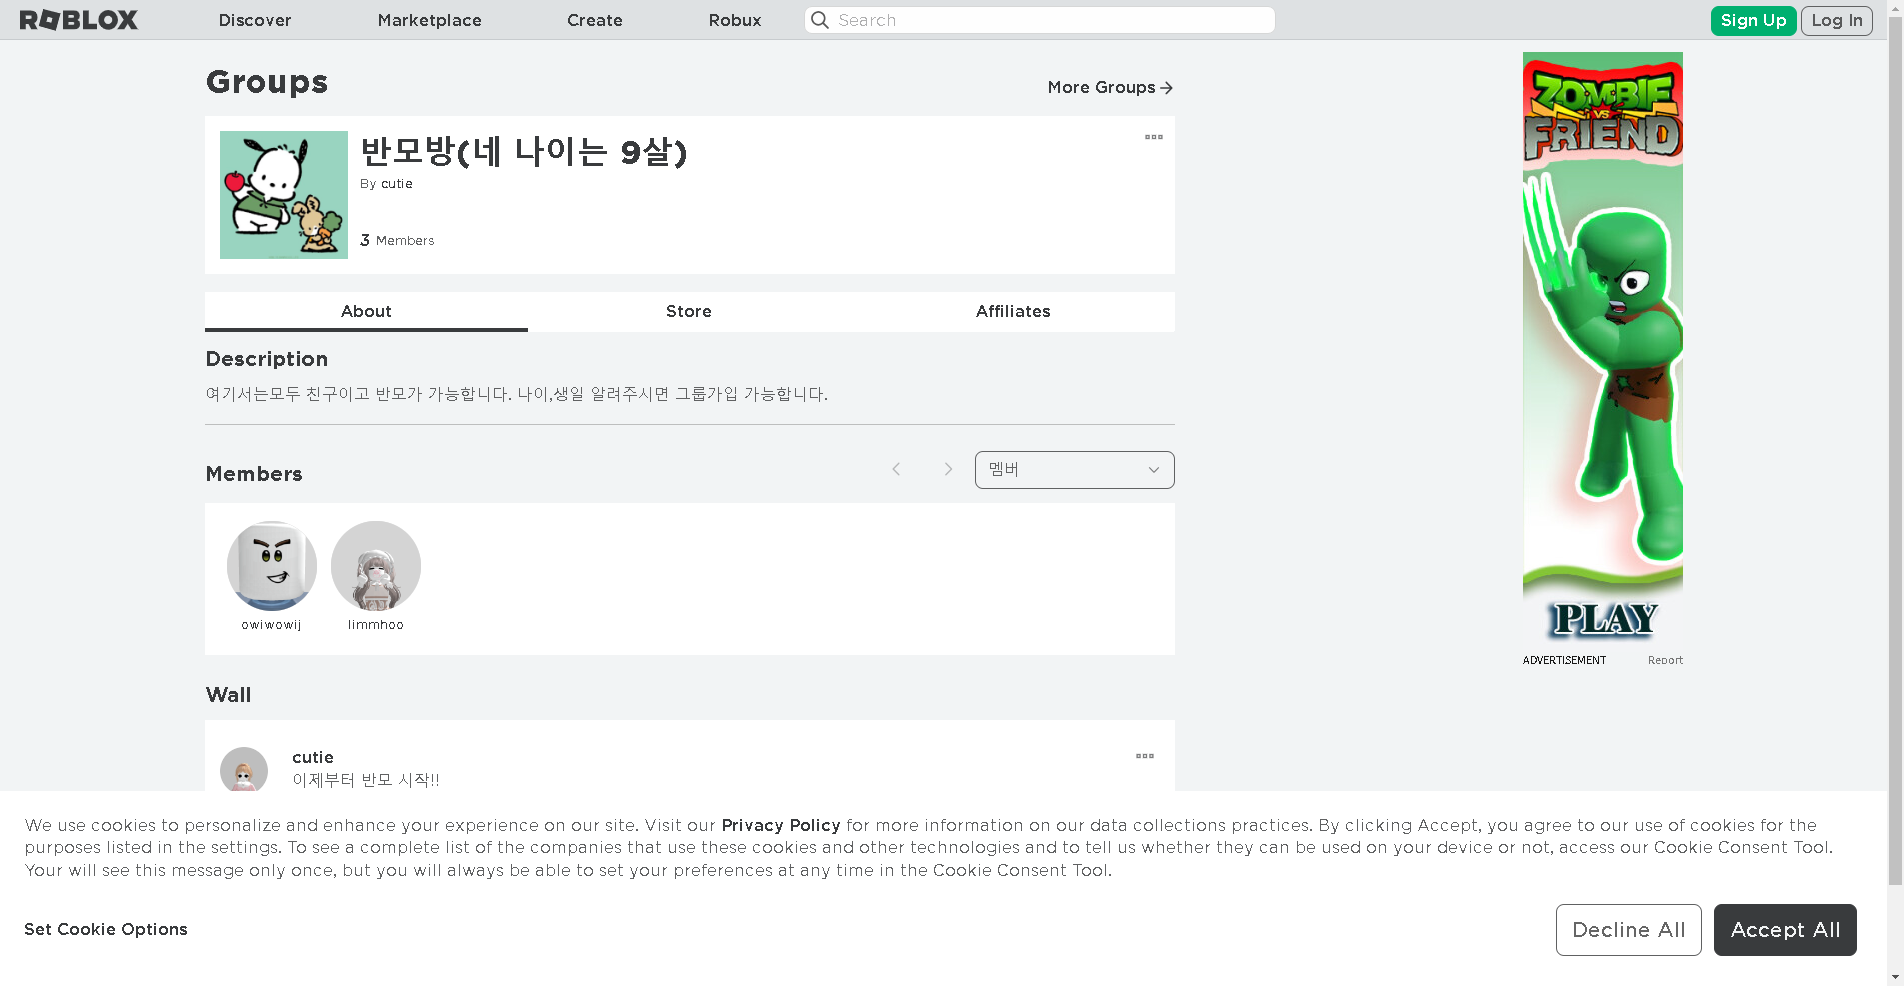 ROBLOX
Discover
Marketplace
Create
Robux
Search
Sign Up
Log In
Groups
More Groups
반모방(네 나이는 9살)
By cutie
3 Members
About
Store
Affiliates
Description
여기서는모두 친구이고 반모가 가능합니다. 나이,생일 알려주시면 그룹가입 가능합니다.
Members
멤버
owiwowij
limmhoo
Wall
cutie
이제부터 반모 시작!!
ZOMBIE
VS
FRIEND
PLAY
ADVERTISEMENT
Report
We use cookies to personalize and enhance your experience on our site. Visit our Privacy Policy for more information on our data collections practices. By clicking Accept, you agree to our use of cookies for the
purposes listed in the settings. To see a complete list of the companies that use these cookies and other technologies and to tell us whether they can be used on your device or not, access our Cookie Consent Tool.
Your will see this message only once, but you will always be able to set your preferences at any time in the Cookie Consent Tool.
Set Cookie Options
Decline All
Accept All